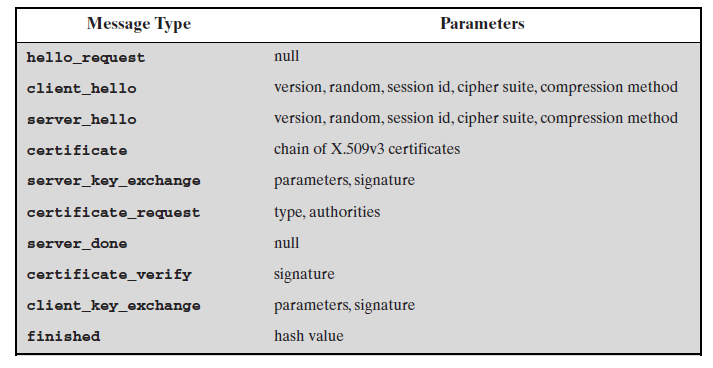 Message Type Parameters
hello_request null
client_hello version, random, session id, cipher suite, compression method
server_hello version, random, session id, cipher suite, compression method
certificate chain of X.509v3 certificates
server_key_exchange parameters, signature
certificate_request type, authorities
server_done null
certificate_verify signature
client_key_exchange parameters, signature
finished hash value